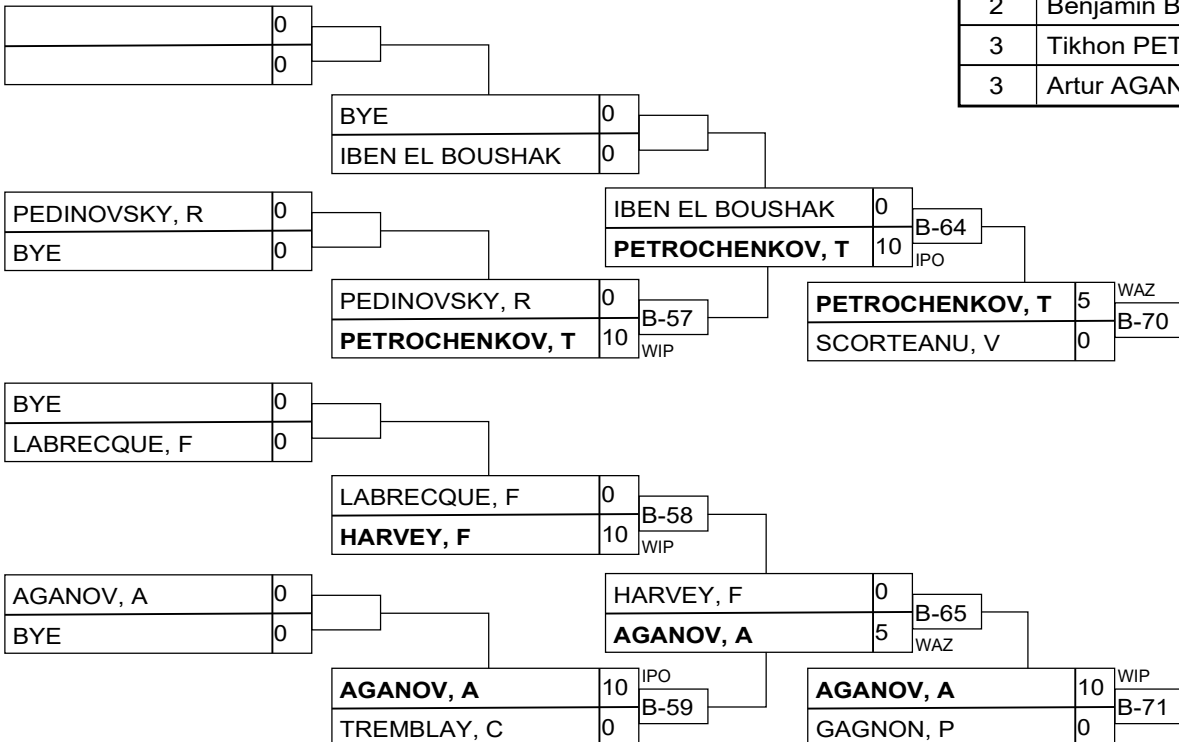 0
0
2 Benjamin B
3 Tikhon PET
3 Artur AGAN
BYE 0
IBEN EL BOUSHAK 0
PEDINOVSKY, R 0
BYE 0
IBEN EL BOUSHAK 0
PETROCHENKOV, T 10
B-64
IPO
PEDINOVSKY, R 0
PETROCHENKOV, T 10
B-57
WIP
PETROCHENKOV, T 5
SCORTEANU, V 0
WAZ
B-70
BYE 0
LABRECQUE, F 0
LABRECQUE, F 0
HARVEY, F 10
B-58
WIP
AGANOV, A 0
BYE 0
HARVEY, F 0
AGANOV, A 5
B-65
WAZ
AGANOV, A 10
TREMBLAY, C 0
IPO
B-59
AGANOV, A 10
GAGNON, P 0
WIP
B-71